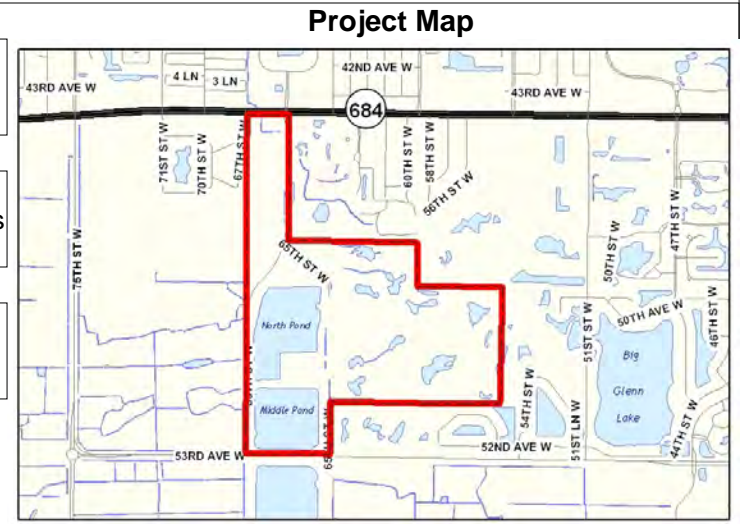 Project Map
4 LN
3 LN
42ND AVE W
43RD AVE W
43RD AVE W
684
71ST ST W
70TH ST W
67TH ST W
60TH ST W
58TH ST W
56TH ST W
47TH ST W
50TH ST W
75TH ST W
65TH ST W
50TH AVE W
46TH ST W
51ST ST W
North Pond
Big
Glenn
Lake
Middle Pond
54TH ST W
51ST LN W
44TH ST W
52ND AVE W
53RD AVE W
s